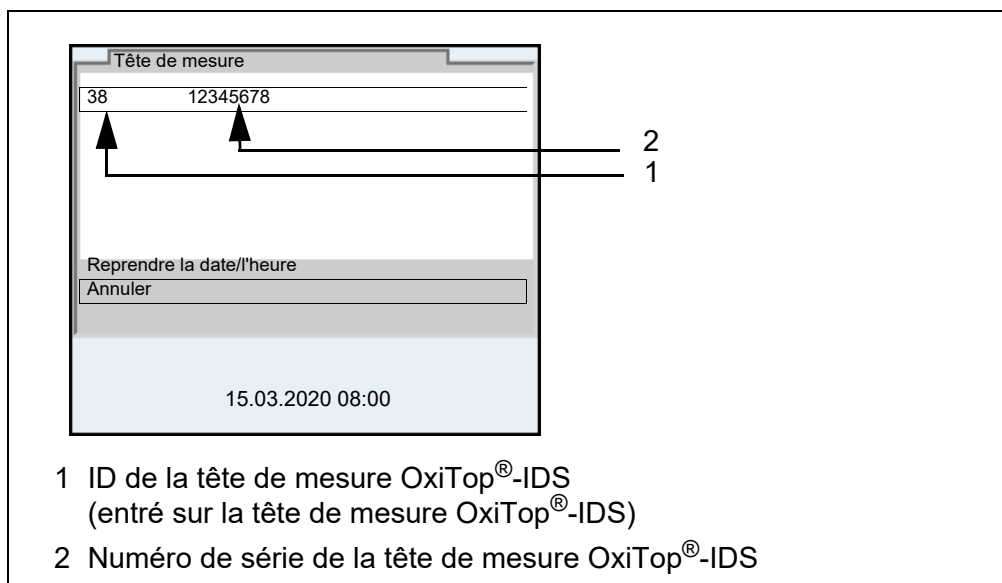 Tête de mesure
38 12345678
2
1
Reprendre la date/l'heure
Annuler
15.03.2020 08:00
1 ID de la tête de mesure OxiTop®-IDS
(entré sur la tête de mesure OxiTop®-IDS)
2 Numéro de série de la tête de mesure OxiTop®-IDS